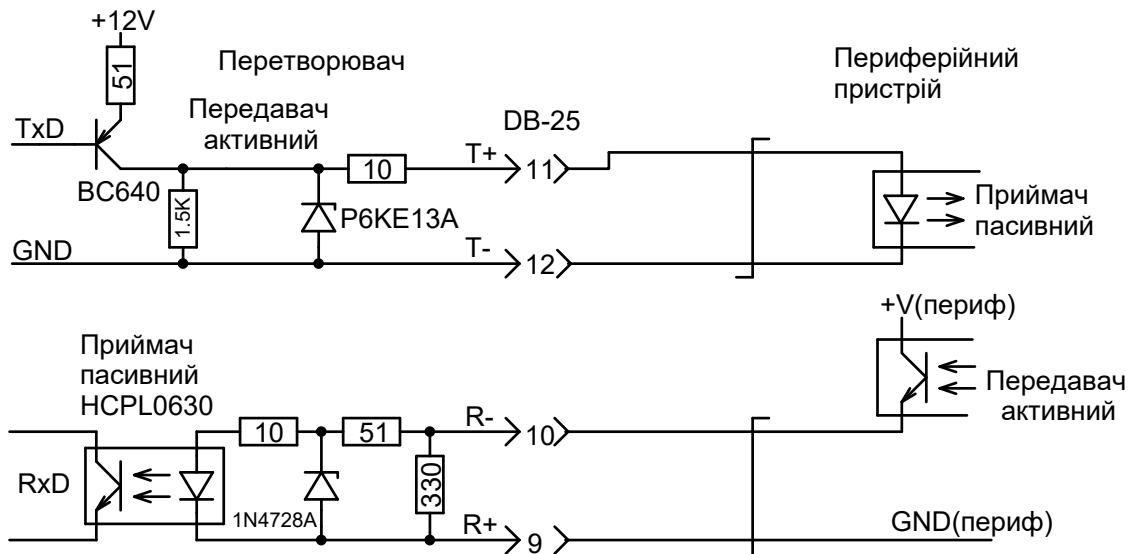 +12V
51
Перетворювач
Периферійний
пристрій
TxD
Передавач
активний
DB-25
10
T+
11
BC640
1.5K
P6KE13A
Приймач
пасивний
GND
T-
12
+V(периф)
Приймач
пасивний
HCPL0630
Передавач
активний
10
51
R-
10
RxD
330
1N4728A
R+
9
GND(периф)